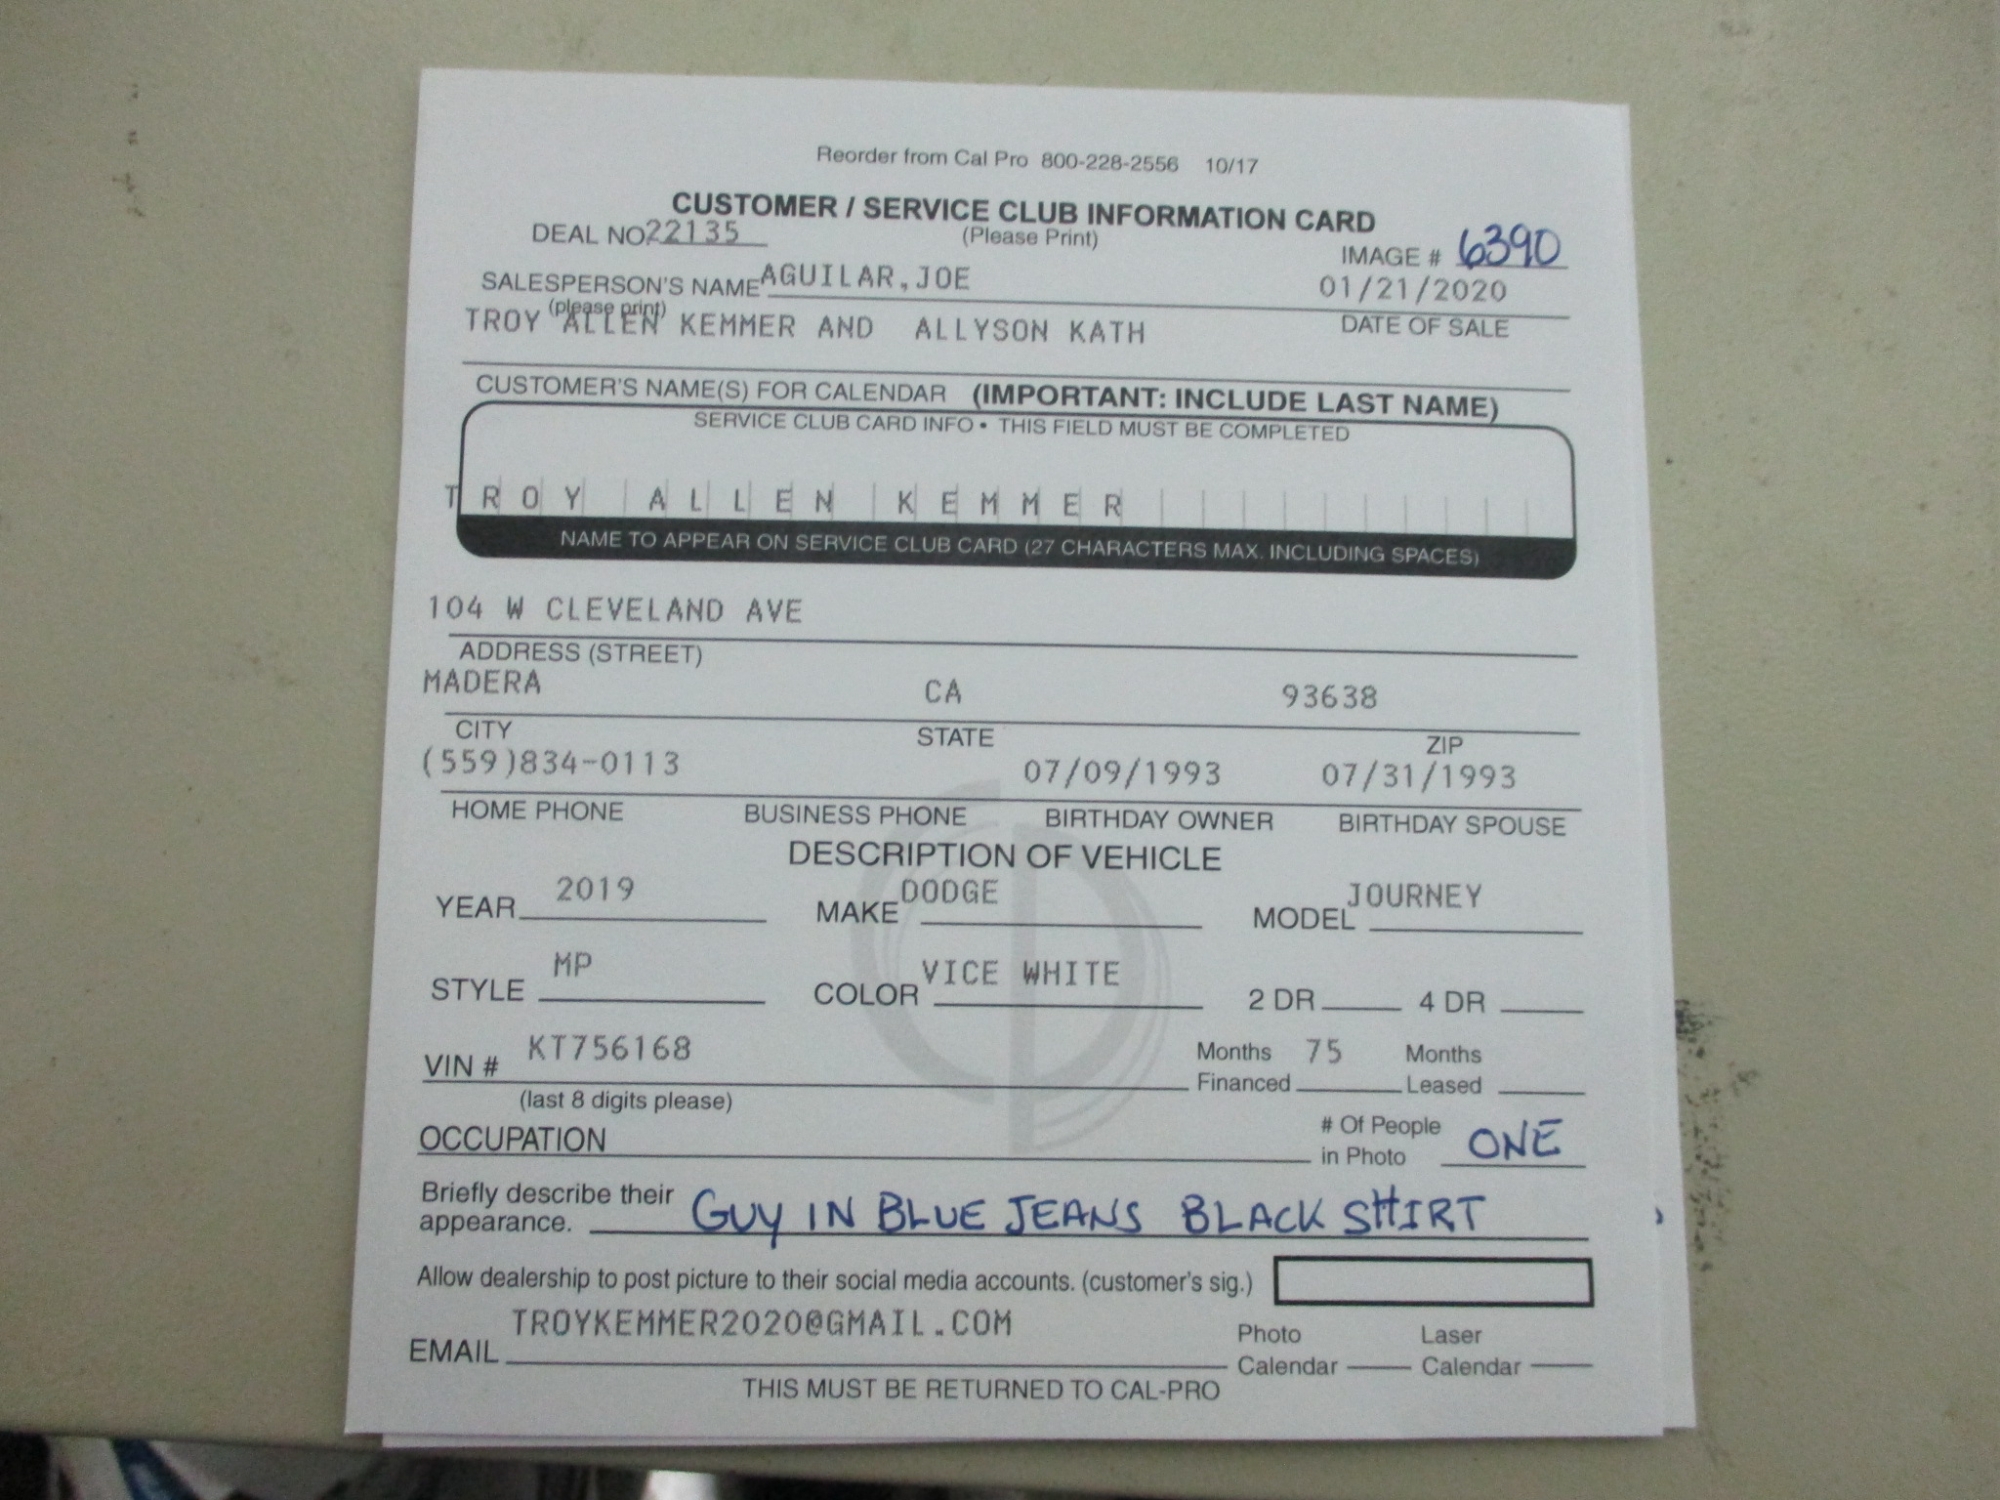 Reorder from Cal Pro 800-228-2556 10/17
CUSTOMER / SERVICE CLUB INFORMATION CARD
DEAL NO. 22135 (Please Print) IMAGE # 6390
SALESPERSON'S NAME AGUILAR,JOE 01/21/2020
(please print) DATE OF SALE
TROY ALLEN KEMMER AND ALLYSON KATH
CUSTOMER'S NAME(S) FOR CALENDAR (IMPORTANT: INCLUDE LAST NAME)
SERVICE CLUB CARD INFO • THIS FIELD MUST BE COMPLETED
TROY ALLEN KEMMER
NAME TO APPEAR ON SERVICE CLUB CARD (27 CHARACTERS MAX. INCLUDING SPACES)
104 W CLEVELAND AVE
ADDRESS (STREET)
MADERA CA 93638
CITY STATE ZIP
(559)834-0113 07/09/1993 07/31/1993
HOME PHONE BUSINESS PHONE BIRTHDAY OWNER BIRTHDAY SPOUSE
DESCRIPTION OF VEHICLE
YEAR 2019 MAKE DODGE MODEL JOURNEY
STYLE MP COLOR VICE WHITE 2 DR 4 DR
VIN # KT756168 Months Financed 75 Months Leased
(last 8 digits please)
OCCUPATION # Of People in Photo ONE
Briefly describe their appearance. GUY IN BLUE JEANS BLACK SHIRT
Allow dealership to post picture to their social media accounts. (customer's sig.)
EMAIL TROYKEMMER2020@GMAIL.COM Photo Calendar Laser Calendar
THIS MUST BE RETURNED TO CAL-PRO